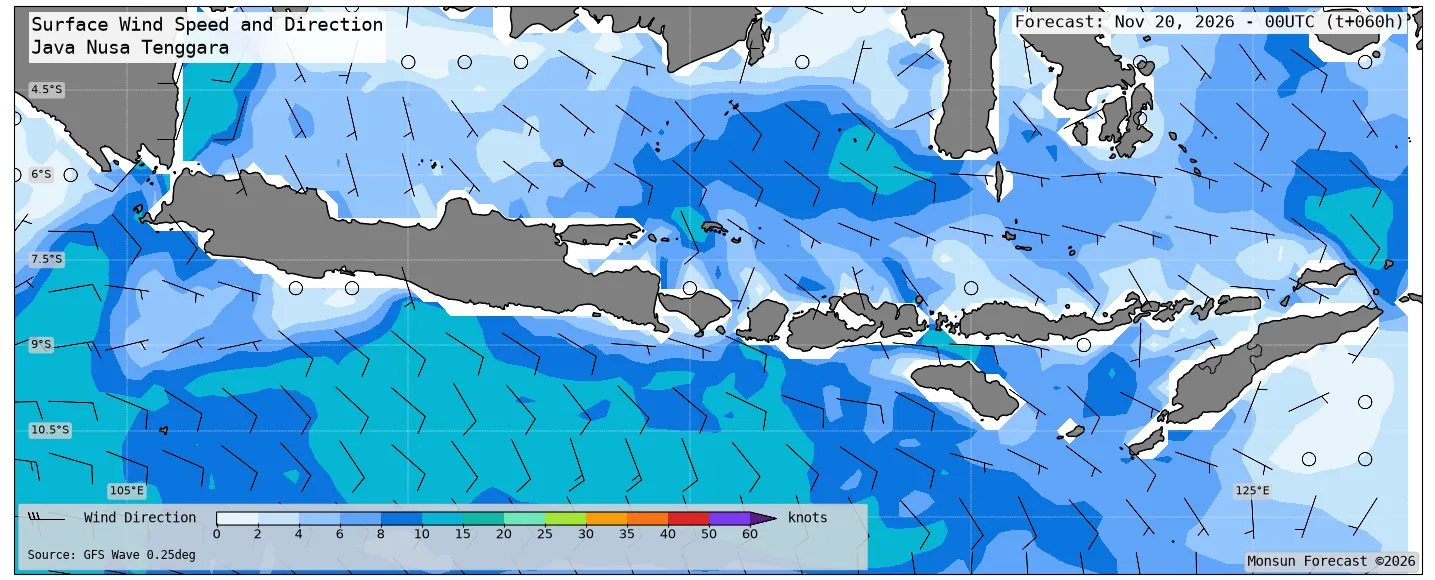 Surface Wind Speed and Direction
Java Nusa Tenggara
Forecast: Nov 20, 2026 - 00UTC (t+060h)
4.5°S
6°S
7.5°S
9°S
10.5°S
105°E
125°E
Wind Direction
0 2 4 6 8 10 15 20 25 30 35 40 50 60
knots
Source: GFS Wave 0.25deg
Monsun Forecast ©2026